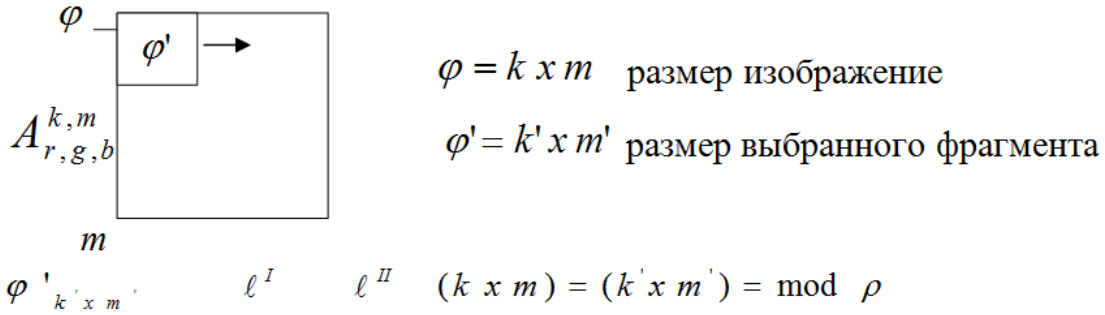 φ
φ'
φ = k x m размер изображение
A^{k,m}_{r,g,b}
φ' = k' x m' размер выбранного фрагмента
m
φ'_{k' x m'} ℓ^I ℓ^{II} (k x m) = (k' x m') = mod ρ